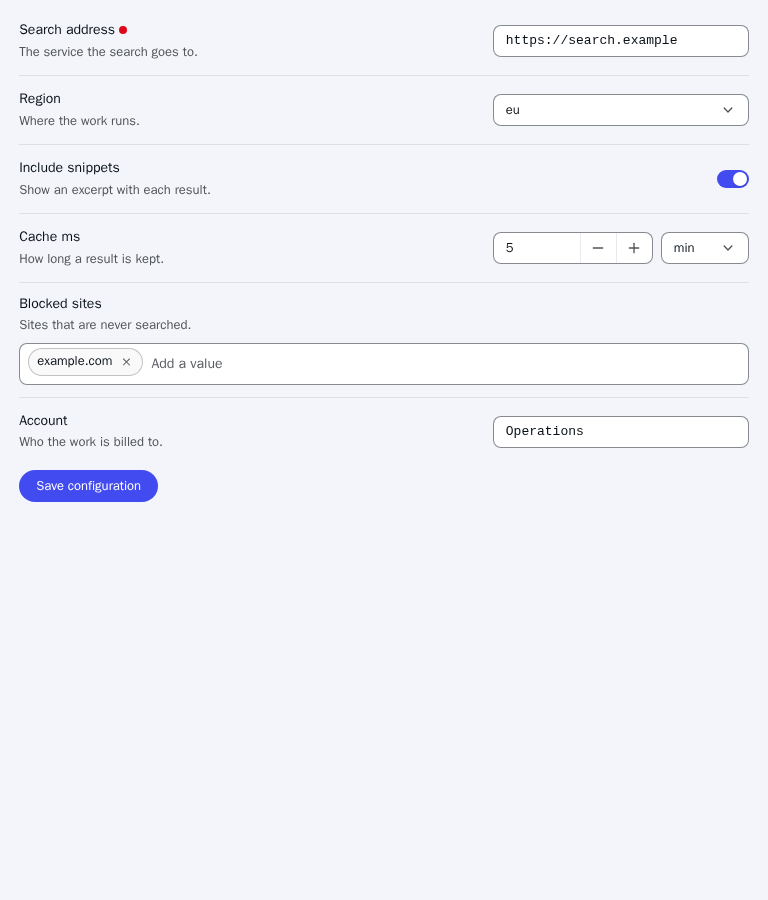 Search address
The service the search goes to.
https://search.example
Region
Where the work runs.
eu
Include snippets
Show an excerpt with each result.
Cache ms
How long a result is kept.
5
min
Blocked sites
Sites that are never searched.
example.com
Add a value
Account
Who the work is billed to.
Operations
Save configuration